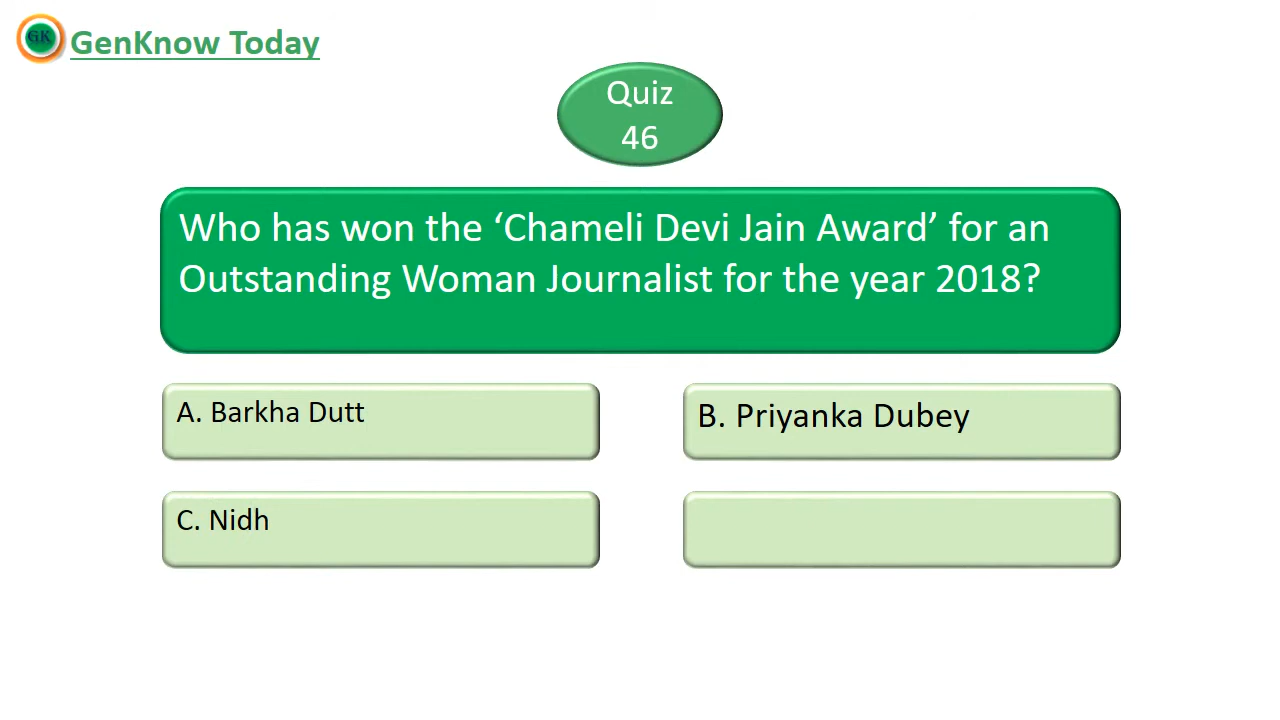 GK
GenKnow Today
Quiz
46
Who has won the ‘Chameli Devi Jain Award’ for an
Outstanding Woman Journalist for the year 2018?
A. Barkha Dutt
B. Priyanka Dubey
C. Nidh